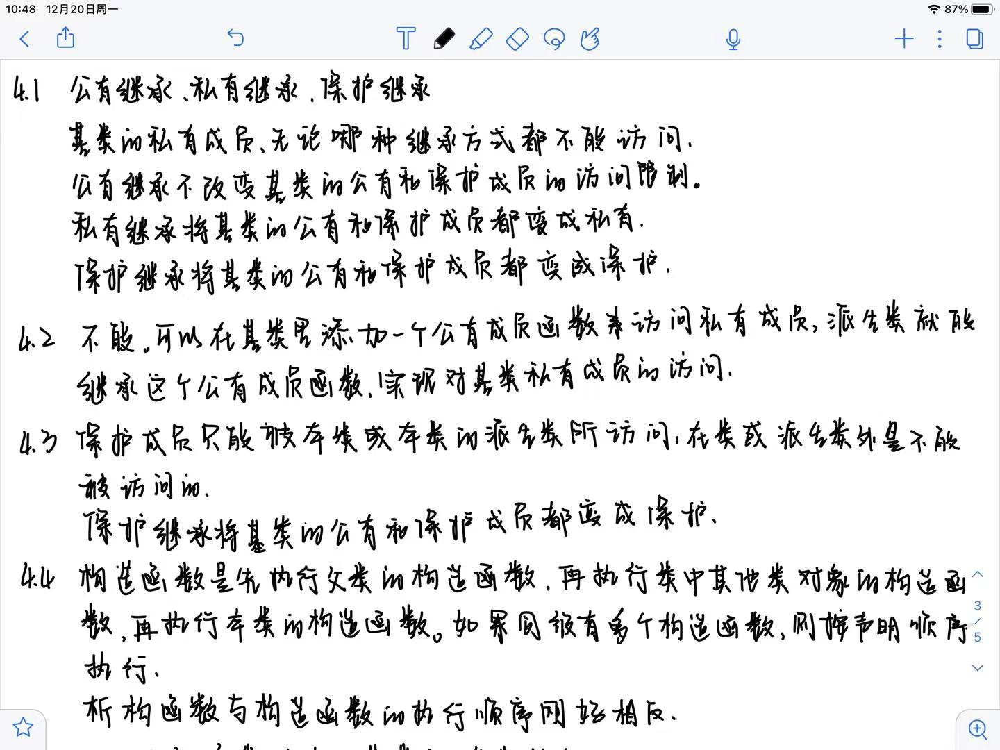 10:48 12月20日周一
87%
4.1 公有继承、私有继承、保护继承
基类的私有成员、无论哪种继承方式都不能访问.
公有继承不改变基类的公有和保护成员的访问限制。
私有继承将基类的公有和保护成员都变成私有.
保护继承将基类的公有和保护成员都变成保护.
4.2 不能。可以在基类里添加一个公有成员函数来访问私有成员,派生类就能
继承这个公有成员函数,实现对基类私有成员的访问.
4.3 保护成员只能被本类或本类的派生类所访问,在类或派生类外是不能
被访问的.
保护继承将基类的公有和保护成员都变成保护.
4.4 构造函数是先执行父类的构造函数,再执行类中其他类对象的构造函
数,再执行本类的构造函数。如果同级有多个构造函数,则按声明顺序
执行.
析构函数与构造函数的执行顺序刚好相反.
3
/
5